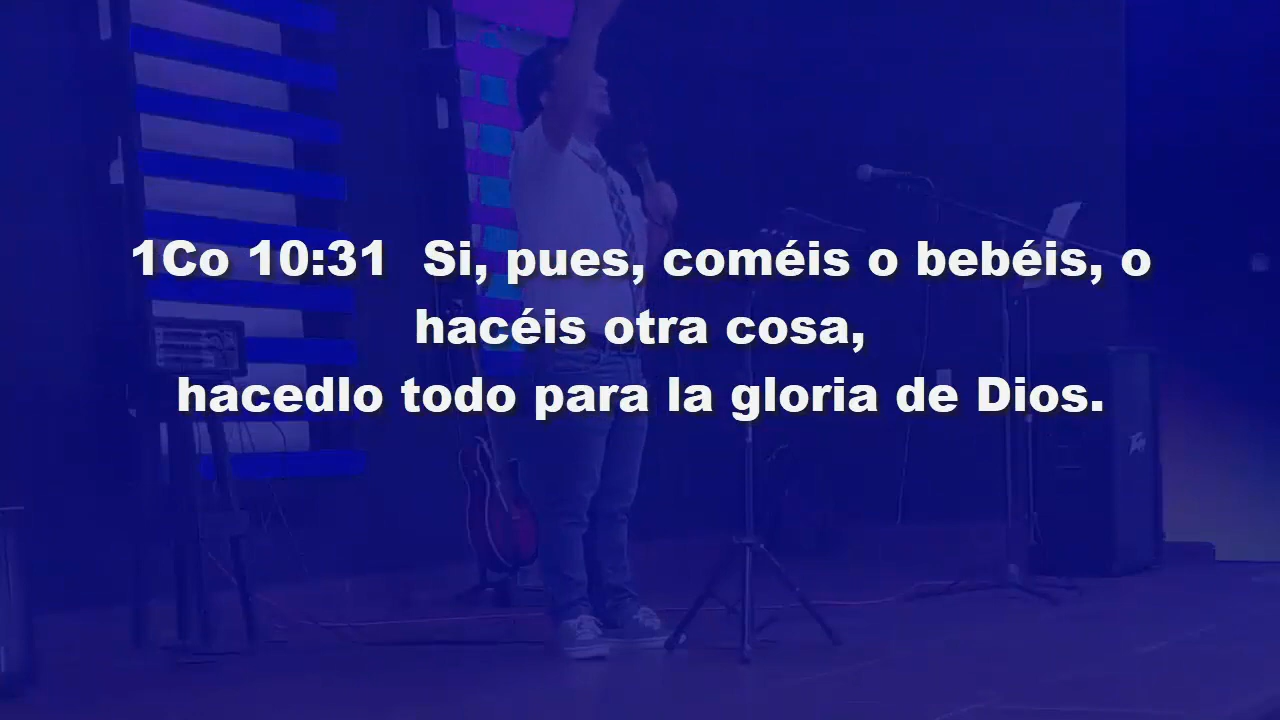 1Co 10:31  Si, pues, coméis o bebéis, o
hacéis otra cosa,
hacedlo todo para la gloria de Dios.